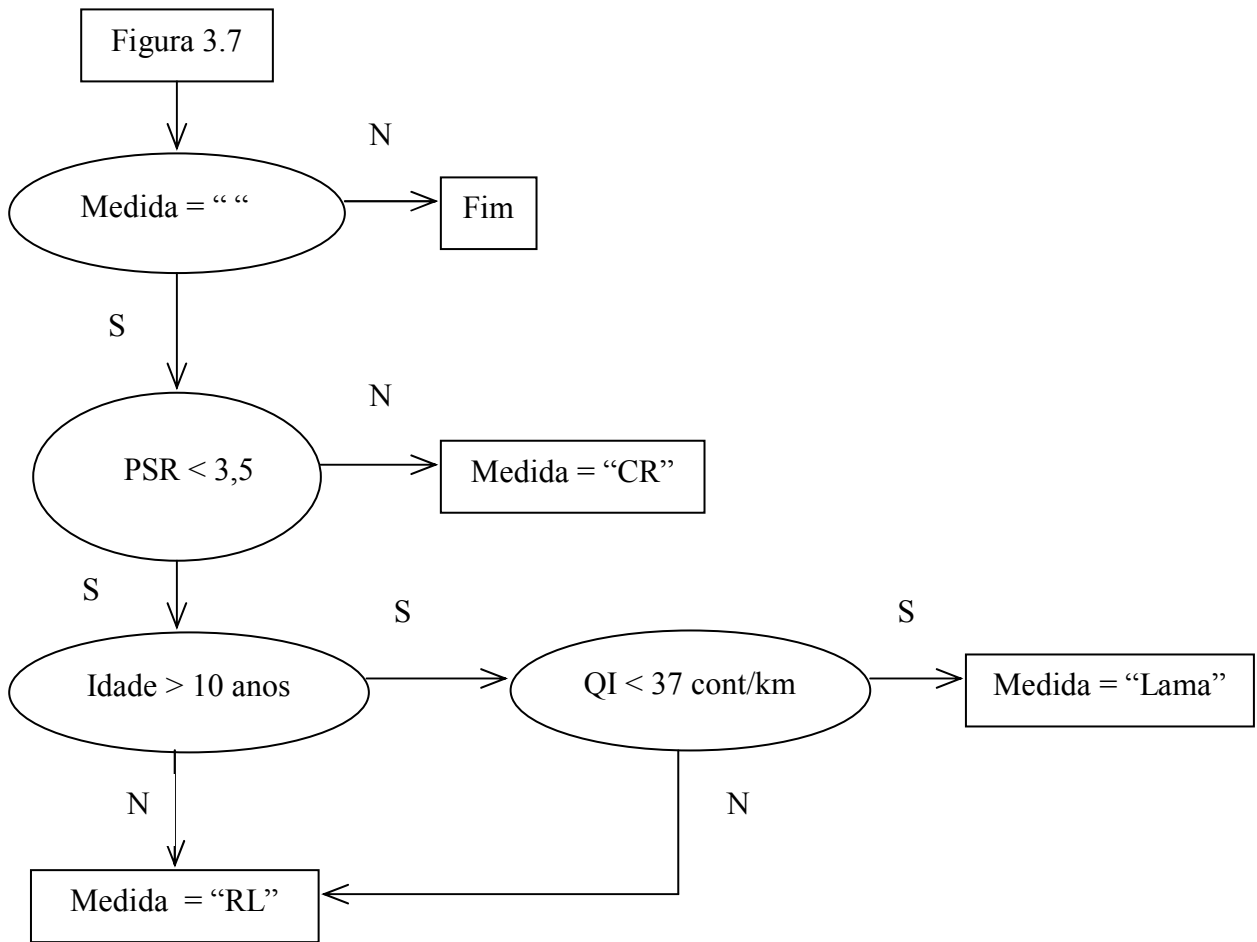 Figura 3.7
N
Medida = “ “
Fim
S
N
PSR < 3,5
Medida = “CR”
S
S
S
Idade > 10 anos
QI < 37 cont/km
Medida = “Lama”
N
N
Medida = “RL”